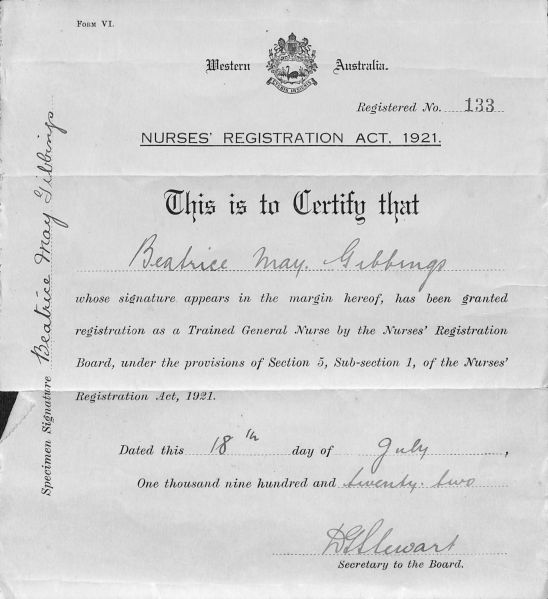 Form VI.
Western Australia.
Registered No. 133
NURSES' REGISTRATION ACT, 1921.
This is to Certify that
Beatrice May. Gibbings
whose signature appears in the margin hereof, has been granted
registration as a Trained General Nurse by the Nurses' Registration
Board, under the provisions of Section 5, Sub-section 1, of the Nurses'
Registration Act, 1921.
Dated this 18th day of July,
One thousand nine hundred and twenty-two
Stewart
Secretary to the Board.
Specimen Signature Beatrice May Gibbings